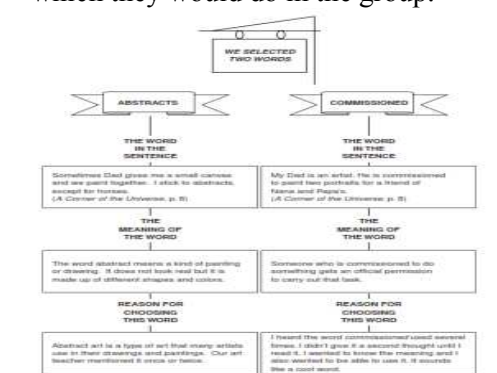 which they would do in the group.
WE SELECTED
TWO WORDS
ABSTRACTS
COMMISSIONED
THE WORD
IN THE
SENTENCE
THE WORD
IN THE
SENTENCE
Sometimes Dad gives me a small canvas
and we paint together. I stick to abstracts,
except for horses.
(A Corner of the Universe, p. 8)
My Dad is an artist. He is commissioned
to paint two portraits for a friend of
Nana and Papa's.
(A Corner of the Universe, p. 8)
THE
MEANING OF
THE WORD
THE
MEANING OF
THE WORD
The word abstract means a kind of painting
or drawing. It does not look real but it is
made up of different shapes and colors.
Someone who is commissioned to do
something gets an official permission
to carry out that task.
REASON FOR
CHOOSING
THIS WORD
REASON FOR
CHOOSING
THIS WORD
Abstract art is a type of art that many artists
use in their drawings and paintings. Our art
teacher mentioned it once or twice.
I heard the word commissioned used several
times. I didn't give it a second thought until I
read it. I wanted to know the meaning and I
also wanted to be able to use it. It sounds
like a cool word.